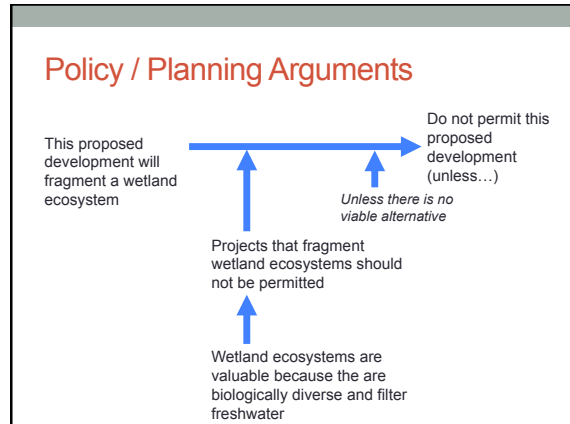 Policy / Planning Arguments
This proposed
development will
fragment a wetland
ecosystem
Do not permit this
proposed
development
(unless…)
Unless there is no
viable alternative
Projects that fragment
wetland ecosystems should
not be permitted
Wetland ecosystems are
valuable because the are
biologically diverse and filter
freshwater